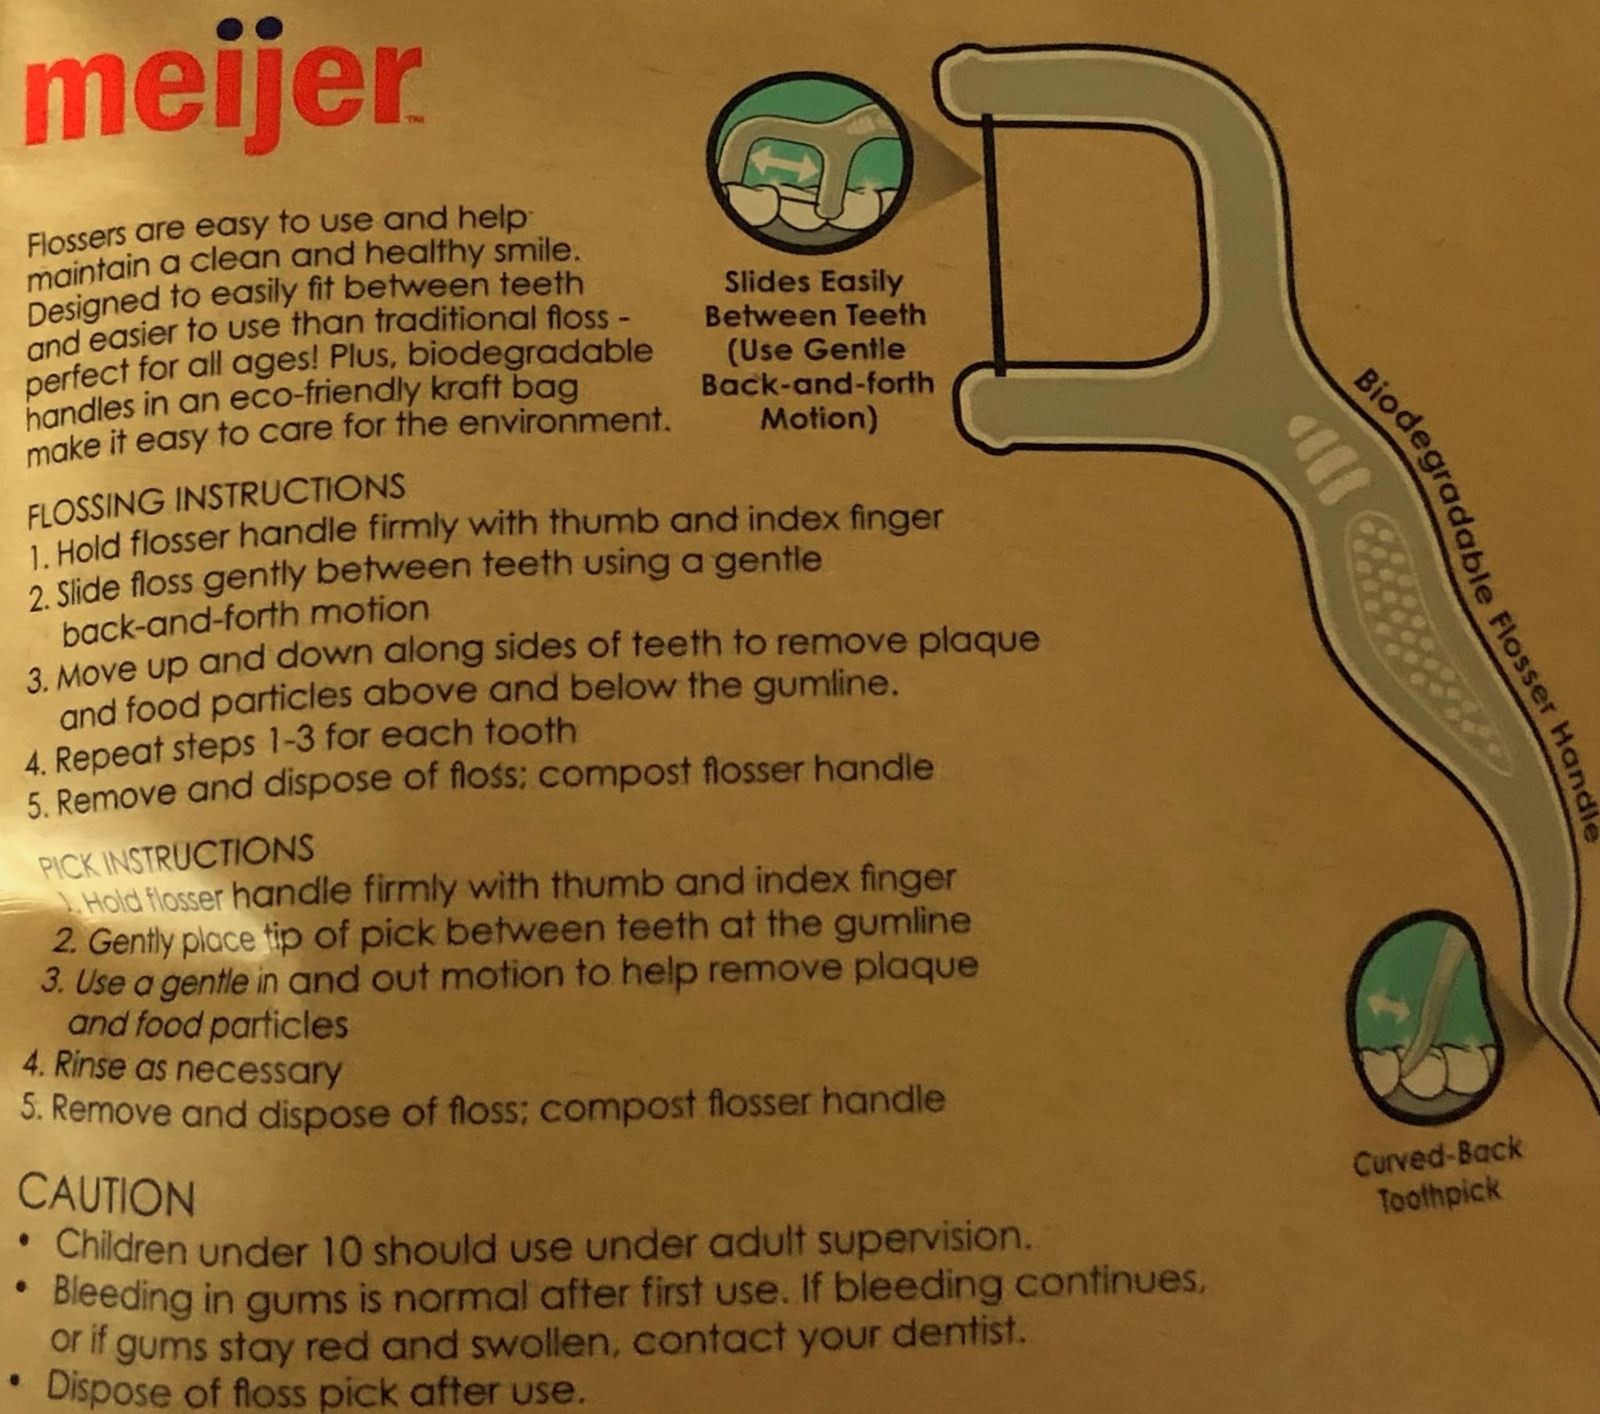 meijer™
Flossers are easy to use and help
maintain a clean and healthy smile.
Designed to easily fit between teeth
and easier to use than traditional floss -
perfect for all ages! Plus, biodegradable
handles in an eco-friendly kraft bag
make it easy to care for the environment.
Slides Easily
Between Teeth
(Use Gentle
Back-and-forth
Motion)
Biodegradable Flosser Handle
FLOSSING INSTRUCTIONS
1. Hold flosser handle firmly with thumb and index finger
2. Slide floss gently between teeth using a gentle
back-and-forth motion
3. Move up and down along sides of teeth to remove plaque
and food particles above and below the gumline.
4. Repeat steps 1-3 for each tooth
5. Remove and dispose of floss; compost flosser handle
PICK INSTRUCTIONS
1. Hold flosser handle firmly with thumb and index finger
2. Gently place tip of pick between teeth at the gumline
3. Use a gentle in and out motion to help remove plaque
and food particles
4. Rinse as necessary
5. Remove and dispose of floss; compost flosser handle
Curved-Back
Toothpick
CAUTION
• Children under 10 should use under adult supervision.
• Bleeding in gums is normal after first use. If bleeding continues,
or if gums stay red and swollen, contact your dentist.
• Dispose of floss pick after use.